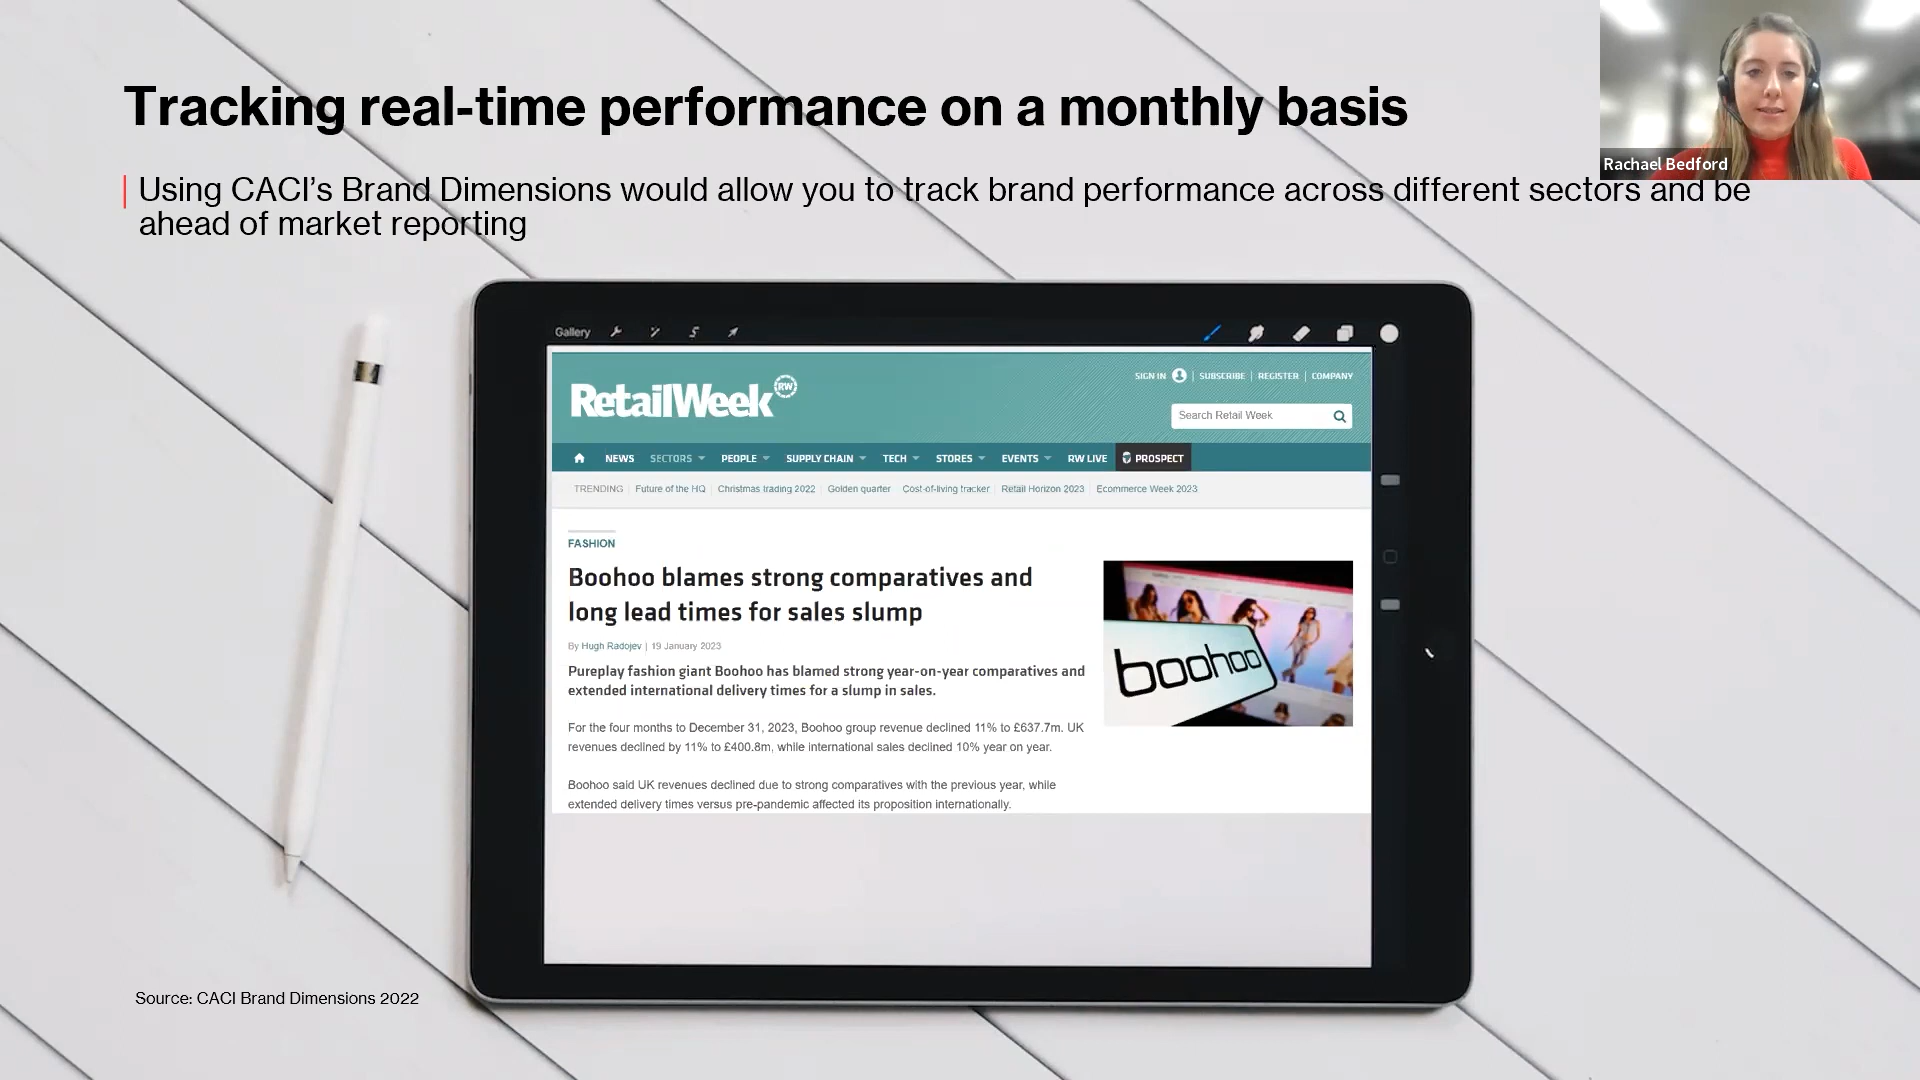 Tracking real-time performance on a monthly basis
Rachael Bedford
Using CACI’s Brand Dimensions would allow you to track brand performance across different sectors and be
ahead of market reporting
Gallery
RetailWeek RW
SIGN IN | SUBSCRIBE | REGISTER | COMPANY
Search Retail Week
NEWS SECTORS PEOPLE SUPPLY CHAIN TECH STORES EVENTS RW LIVE PROSPECT
TRENDING Future of the HQ Christmas trading 2022 Golden quarter Cost-of-living tracker Retail Horizon 2023 Ecommerce Week 2023
FASHION
Boohoo blames strong comparatives and
long lead times for sales slump
By Hugh Radojev | 19 January 2023
Pureplay fashion giant Boohoo has blamed strong year-on-year comparatives and
extended international delivery times for a slump in sales.
boohoo
For the four months to December 31, 2023, Boohoo group revenue declined 11% to £637.7m. UK
revenues declined by 11% to £400.8m, while international sales declined 10% year on year.
Boohoo said UK revenues declined due to strong comparatives with the previous year, while
extended delivery times versus pre-pandemic affected its proposition internationally.
Source: CACI Brand Dimensions 2022